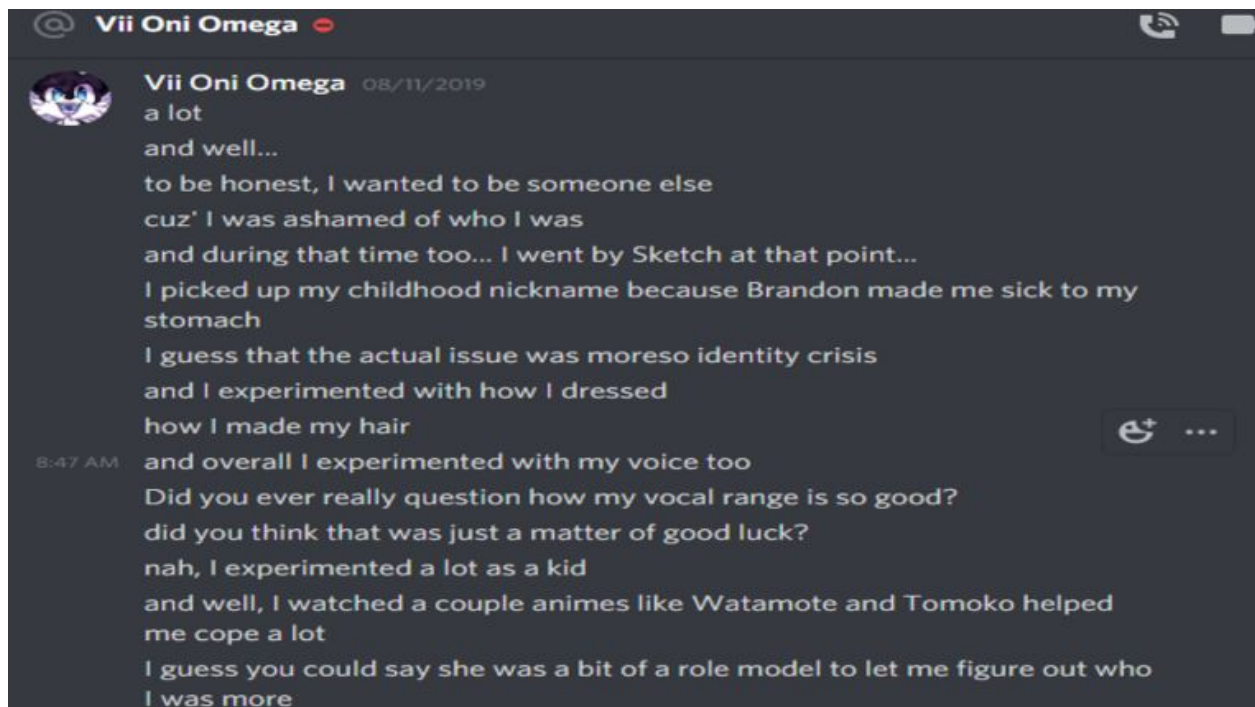 @ Vii Oni Omega
Vii Oni Omega 08/11/2019
a lot
and well...
to be honest, I wanted to be someone else
cuz' I was ashamed of who I was
and during that time too... I went by Sketch at that point...
I picked up my childhood nickname because Brandon made me sick to my
stomach
I guess that the actual issue was moreso identity crisis
and I experimented with how I dressed
how I made my hair
8:47 AM and overall I experimented with my voice too
Did you ever really question how my vocal range is so good?
did you think that was just a matter of good luck?
nah, I experimented a lot as a kid
and well, I watched a couple animes like Watamote and Tomoko helped
me cope a lot
I guess you could say she was a bit of a role model to let me figure out who
I was more